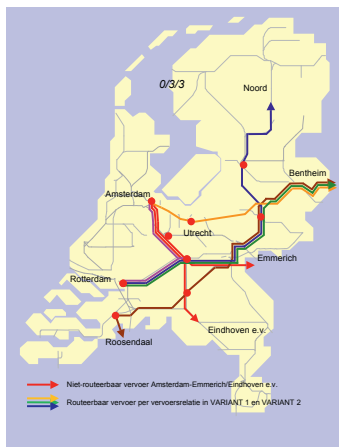 0/3/3
Noord
Bentheim
Amsterdam
Utrecht
Emmerich
Rotterdam
Eindhoven e.v.
Roosendaal
Niet-routeerbaar vervoer Amsterdam-Emmerich/Eindhoven e.v.
Routeerbaar vervoer per vervoersrelatie in VARIANT 1 en VARIANT 2